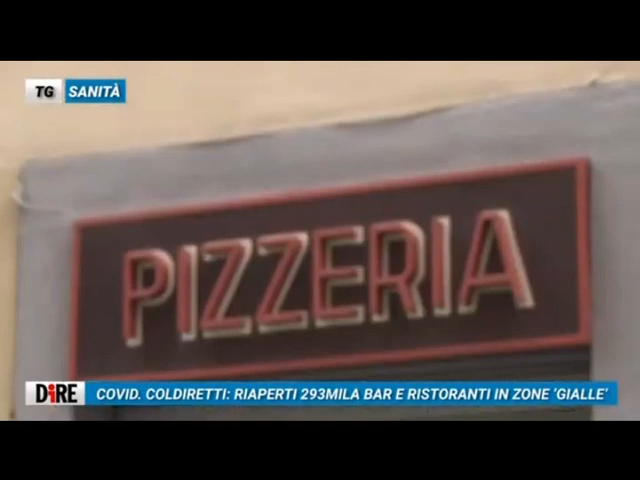 TG SANITÀ
PIZZERIA
DiRE COVID. COLDIRETTI: RIAPERTI 293MILA BAR E RISTORANTI IN ZONE 'GIALLE'